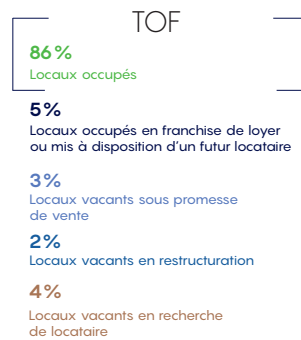 TOF
86 %
Locaux occupés
5 %
Locaux occupés en franchise de loyer
ou mis à disposition d'un futur locataire
3 %
Locaux vacants sous promesse
de vente
2 %
Locaux vacants en restructuration
4 %
Locaux vacants en recherche
de locataire